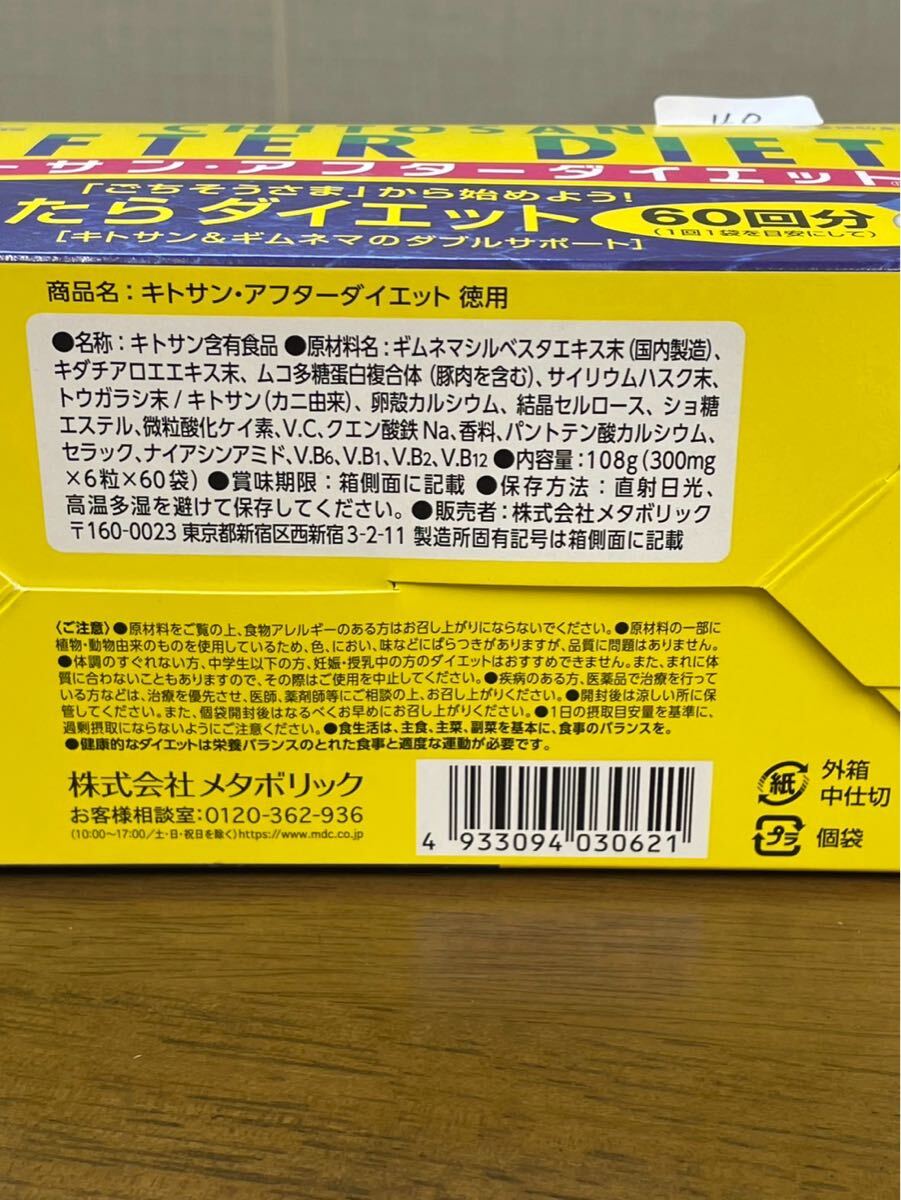 CHITOSAN
FTER DIET
ーサン・アフターダイエット
「ごちそうさま」から始めよう!
たらダイエット 60回分
[キトサン&ギムネマのダブルサポート] (1回1袋を目安にして)
商品名:キトサン・アフターダイエット 徳用
●名称:キトサン含有食品 ●原材料名:ギムネマシルベスタエキス末(国内製造)、
キダチアロエエキス末、ムコ多糖蛋白複合体(豚肉を含む)、サイリウムハスク末、
トウガラシ末/キトサン(カニ由来)、卵殻カルシウム、結晶セルロース、ショ糖
エステル、微粒酸化ケイ素、V.C、クエン酸鉄Na、香料、パントテン酸カルシウム、
セラック、ナイアシンアミド、V.B6、V.B1、V.B2、V.B12 ●内容量:108g(300mg
×6粒×60袋) ●賞味期限:箱側面に記載 ●保存方法:直射日光、
高温多湿を避けて保存してください。●販売者:株式会社メタボリック
〒160-0023 東京都新宿区西新宿3-2-11 製造所固有記号は箱側面に記載
〈ご注意〉●原材料をご覧の上、食物アレルギーのある方はお召し上がりにならないでください。●原材料の一部に
植物・動物由来のものを使用しているため、色、におい、味などにばらつきがありますが、品質に問題はありません。
●体調のすぐれない方、中学生以下の方、妊娠・授乳中の方のダイエットはおすすめできません。また、まれに体
質に合わないこともありますので、その際はご使用を中止してください。●疾病のある方、医薬品で治療を行って
いる方などは、治療を優先させ、医師、薬剤師等にご相談の上、お召し上がりください。●開封後は涼しい所に保
管してください。また、個袋開封後はなるべくお早めにお召し上がりください。●1日の摂取目安量を基準に、
過剰摂取にならないようにご注意ください。●食生活は、主食、主菜、副菜を基本に、食事のバランスを。
●健康的なダイエットは栄養バランスのとれた食事と適度な運動が必要です。
株式会社 メタボリック
お客様相談室:0120-362-936
(10:00〜17:00/土・日・祝日を除く)https://www.mdc.co.jp
4 933094 030621
紙 外箱
中仕切
プラ 個袋